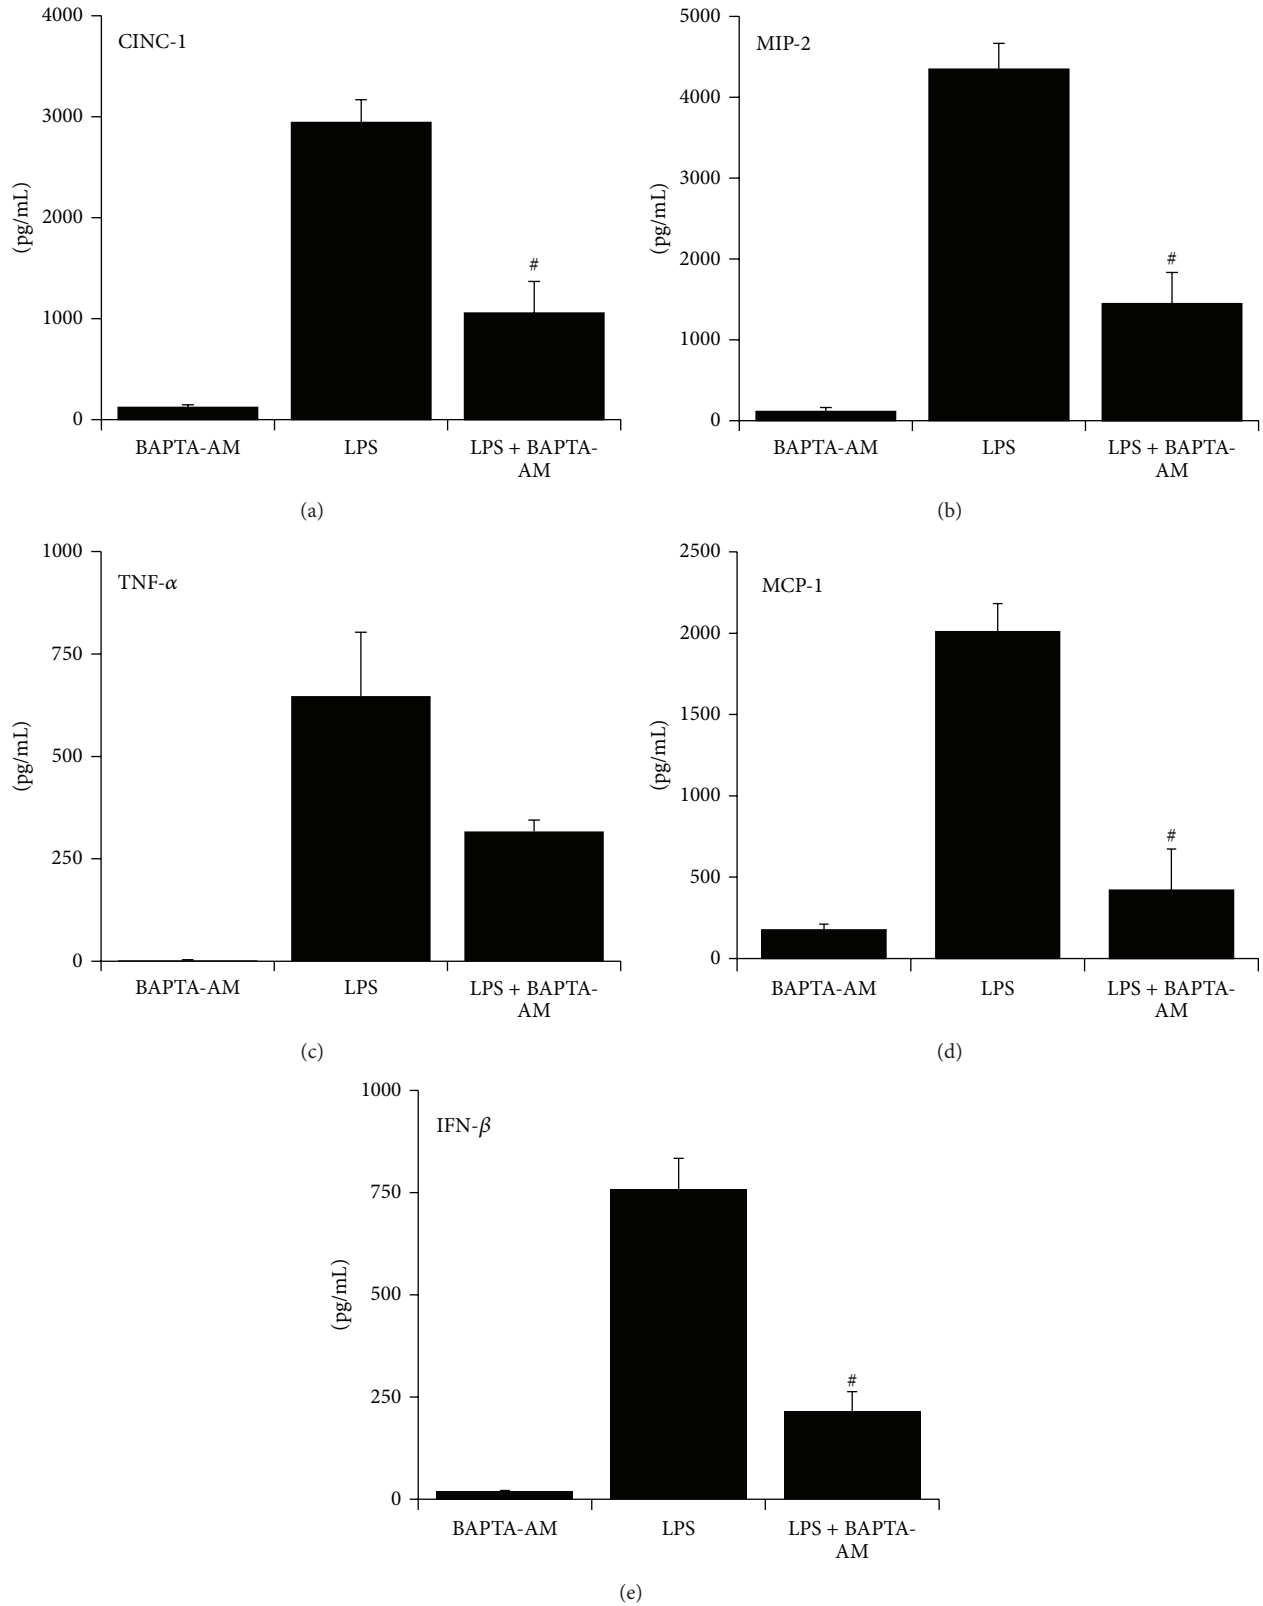 4000
CINC-1
3000
2000
1000
0
(pg/mL)
#
BAPTA-AM
LPS
LPS + BAPTA-
AM
(a)
5000
MIP-2
4000
3000
2000
1000
0
(pg/mL)
#
BAPTA-AM
LPS
LPS + BAPTA-
AM
(b)
1000
TNF-α
750
500
250
0
(pg/mL)
BAPTA-AM
LPS
LPS + BAPTA-
AM
(c)
2500
MCP-1
2000
1500
1000
500
0
(pg/mL)
#
BAPTA-AM
LPS
LPS + BAPTA-
AM
(d)
1000
IFN-β
750
500
250
0
(pg/mL)
#
BAPTA-AM
LPS
LPS + BAPTA-
AM
(e)